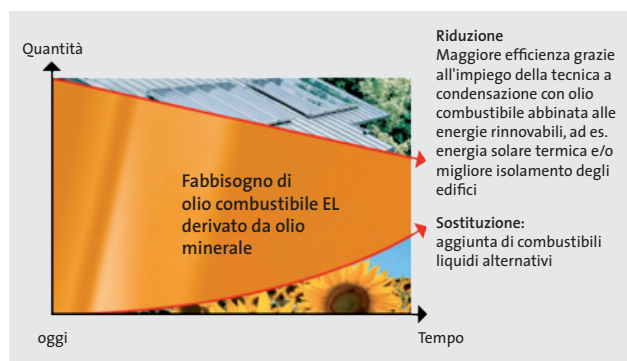 Quantità
Fabbisogno di
olio combustibile EL
derivato da olio
minerale
oggi
Tempo
Riduzione
Maggiore efficienza grazie
all'impiego della tecnica a
condensazione con olio
combustibile abbinata alle
energie rinnovabili, ad es.
energia solare termica e/o
migliore isolamento degli
edifici
Sostituzione:
aggiunta di combustibili
liquidi alternativi